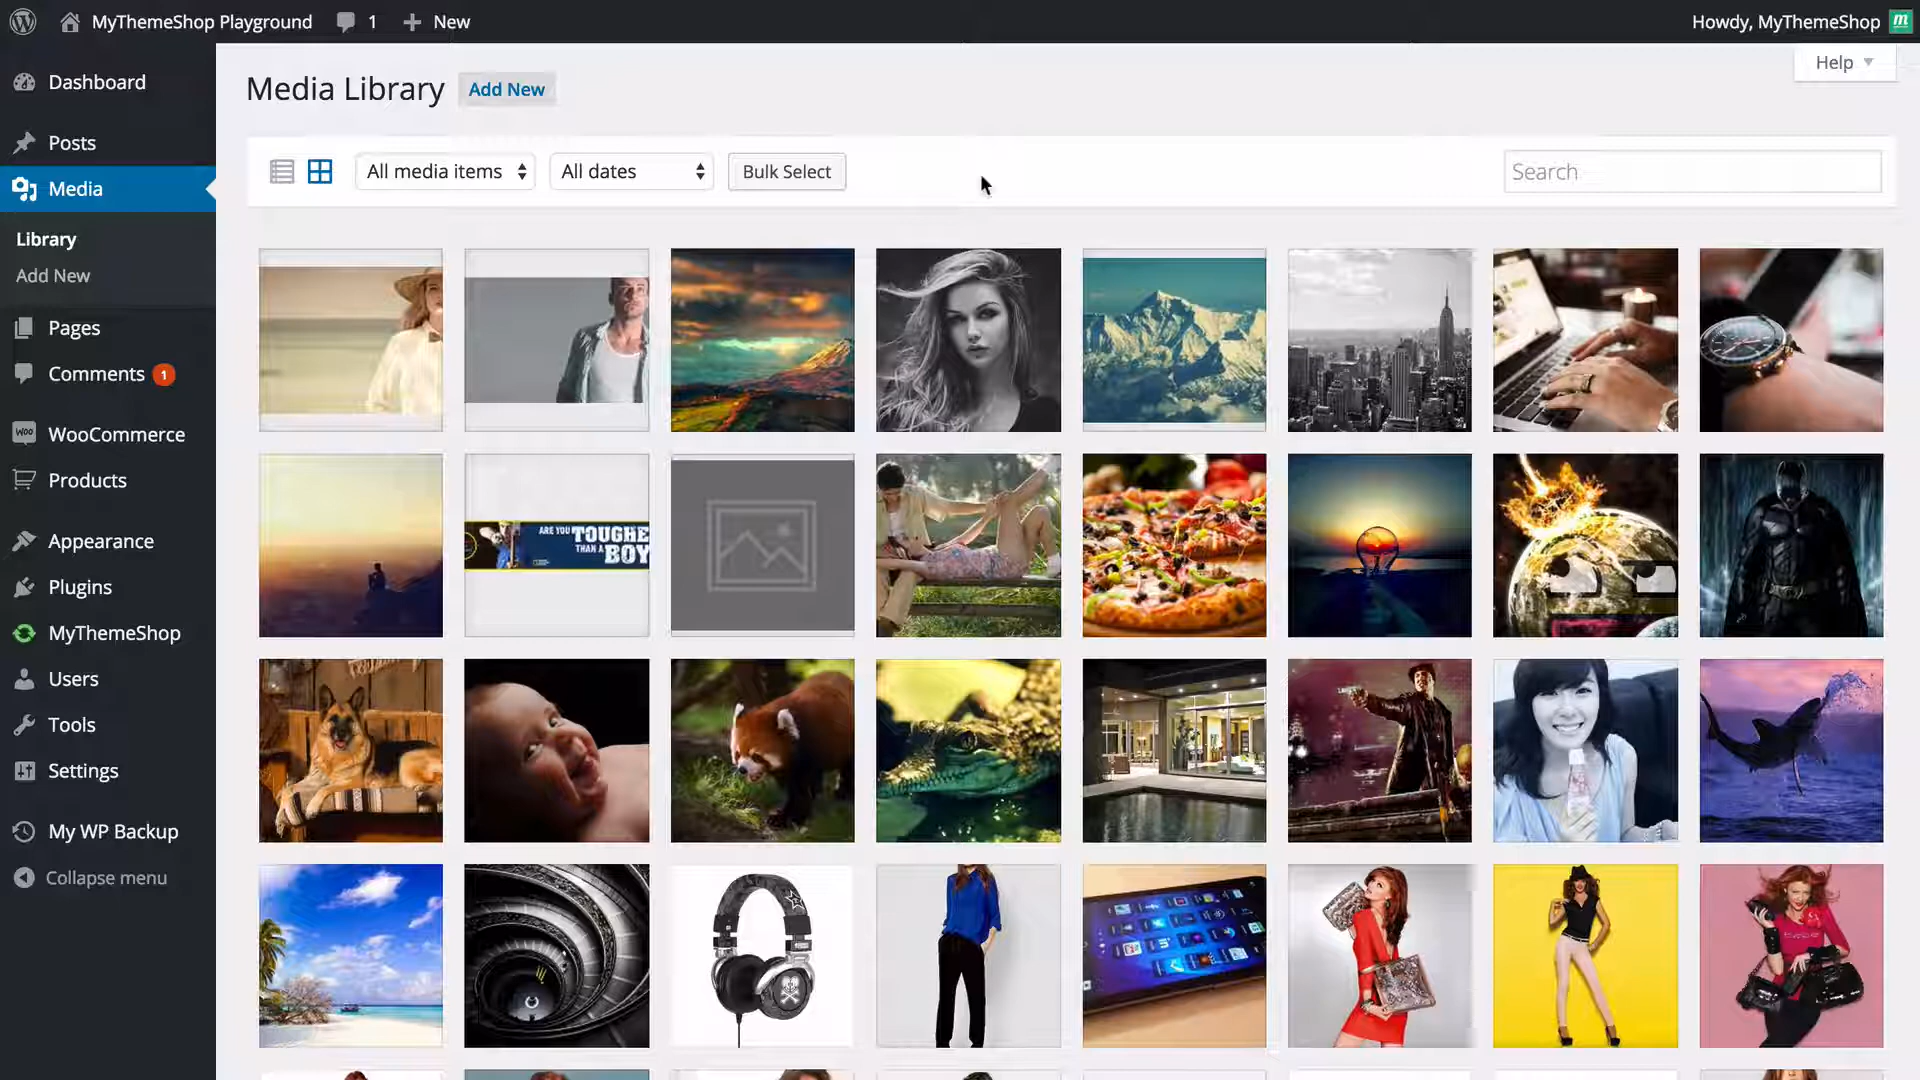 MyThemeShop Playground
1
New
Howdy, MyThemeShop
Help
Dashboard
Posts
Media
Library
Add New
Pages
Comments 1
WooCommerce
Products
Appearance
Plugins
MyThemeShop
Users
Tools
Settings
My WP Backup
Collapse menu
Media Library
Add New
All media items
All dates
Bulk Select
Search
ARE YOU TOUGHE
THAN A BOY